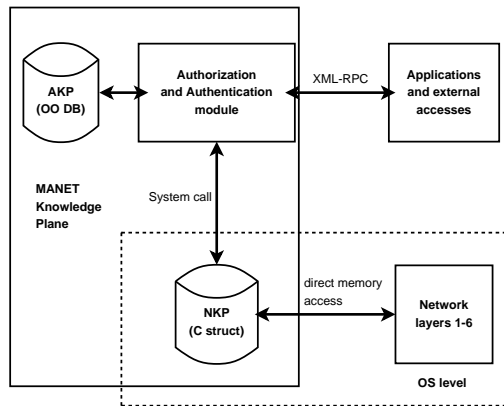 AKP
(OO DB)
Authorization
and Authentication
module
XML-RPC
Applications
and external
accesses
MANET
Knowledge
Plane
System call
NKP
(C struct)
direct memory
access
Network
layers 1-6
OS level